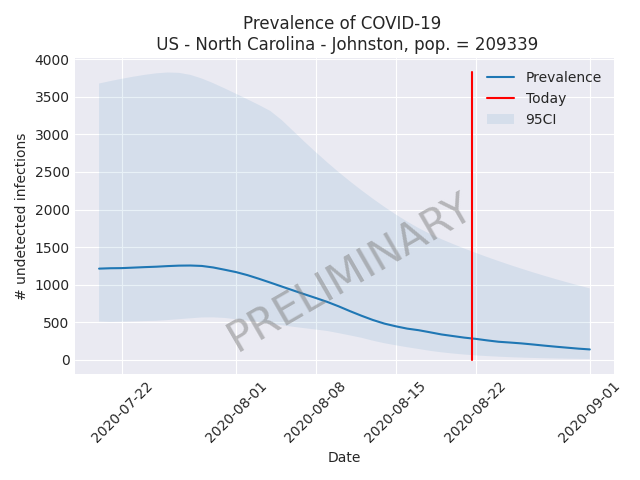 Prevalence of COVID-19
US - North Carolina - Johnston, pop. = 209339
4000
3500
3000
2500
2000
1500
1000
500
0
# undetected infections
Prevalence
Today
95CI
PRELIMINARY
2020-07-22
2020-08-01
2020-08-08
2020-08-15
2020-08-22
2020-09-01
Date